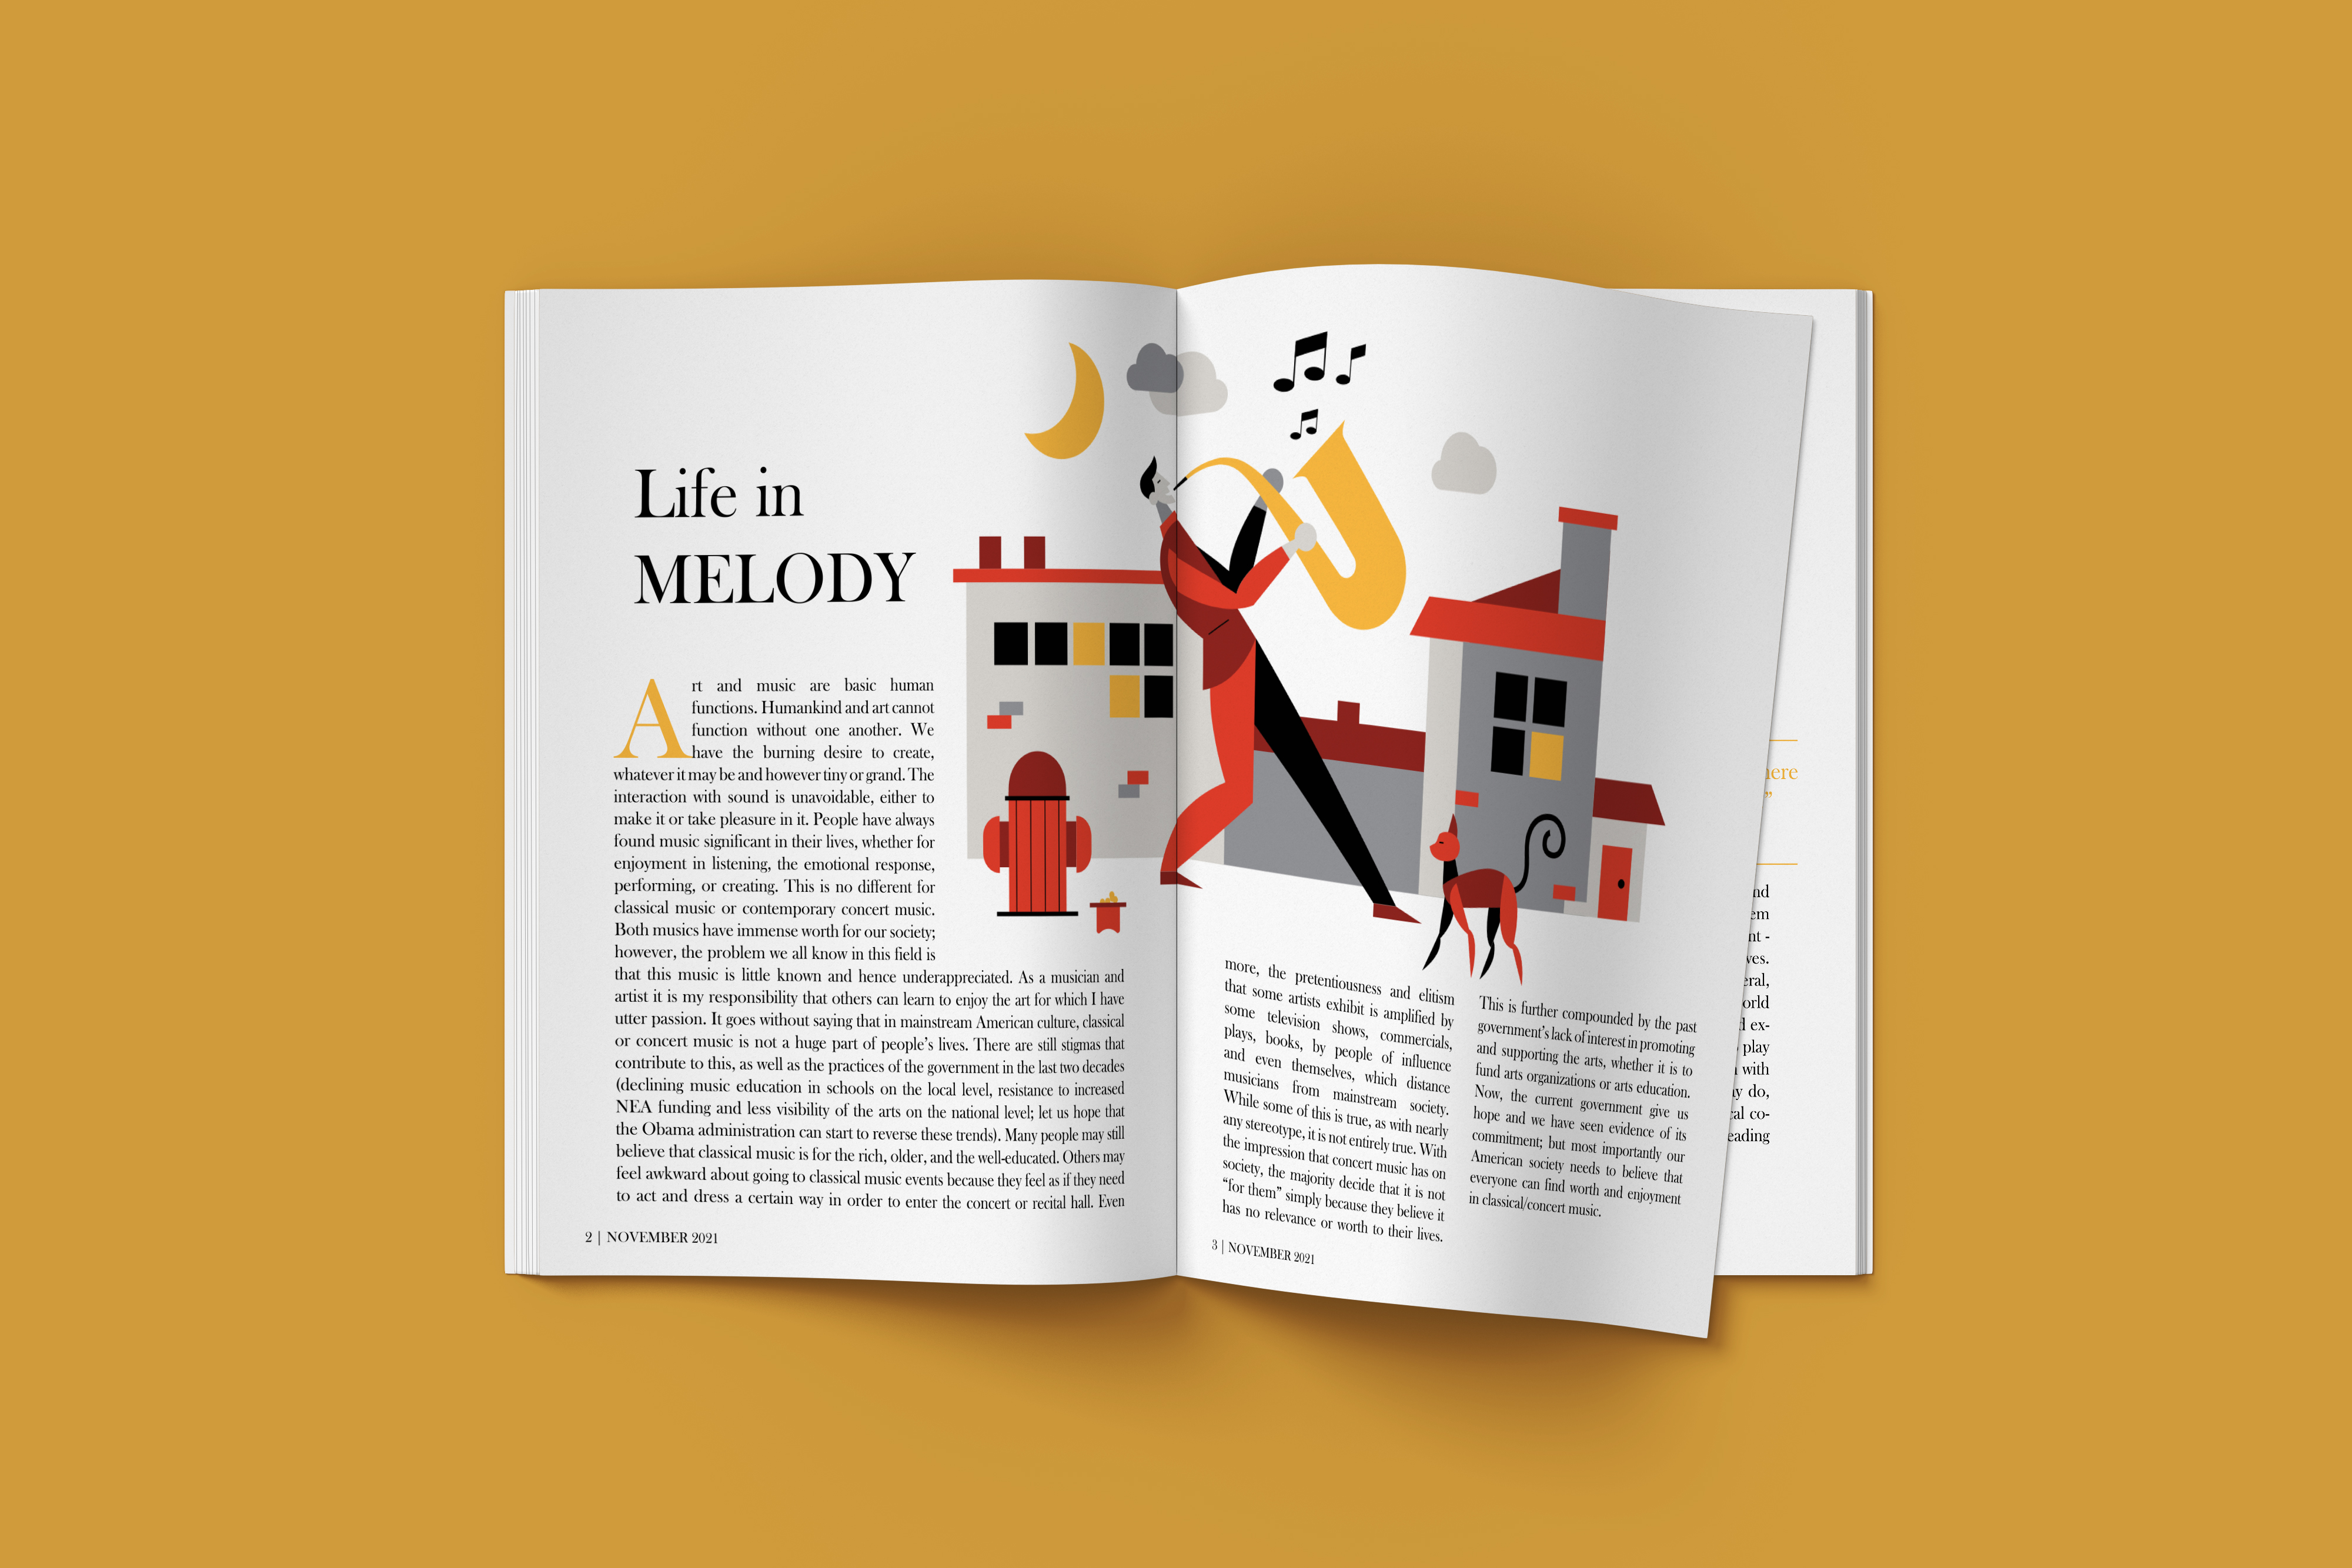 Life in
MELODY
Art and music are basic human
functions. Humankind and art cannot
function without one another. We
have the burning desire to create,
whatever it may be and however tiny or grand. The
interaction with sound is unavoidable, either to
make it or take pleasure in it. People have always
found music significant in their lives, whether for
enjoyment in listening, the emotional response,
performing, or creating. This is no different for
classical music or contemporary concert music.
Both musics have immense worth for our society;
however, the problem we all know in this field is
that this music is little known and hence underappreciated. As a musician and
artist it is my responsibility that others can learn to enjoy the art for which I have
utter passion. It goes without saying that in mainstream American culture, classical
or concert music is not a huge part of people's lives. There are still stigmas that
contribute to this, as well as the practices of the government in the last two decades
(declining music education in schools on the local level, resistance to increased
NEA funding and less visibility of the arts on the national level; let us hope that
the Obama administration can start to reverse these trends). Many people may still
believe that classical music is for the rich, older, and the well-educated. Others may
feel awkward about going to classical music events because they feel as if they need
to act and dress a certain way in order to enter the concert or recital hall. Even
2 | NOVEMBER 2021
more, the pretentiousness and elitism
that some artists exhibit is amplified by
some television shows, commercials,
plays, books, by people of influence
and even themselves, which distance
musicians from mainstream society.
While some of this is true, as with nearly
any stereotype, it is not entirely true. With
the impression that concert music has on
society, the majority decide that it is not
“for them” simply because they believe it
has no relevance or worth to their lives.
This is further compounded by the past
government's lack of interest in promoting
and supporting the arts, whether it is to
fund arts organizations or arts education.
Now, the current government give us
hope and we have seen evidence of its
commitment; but most importantly our
American society needs to believe that
everyone can find worth and enjoyment
in classical/concert music.
3 | NOVEMBER 2021
play
with
do,